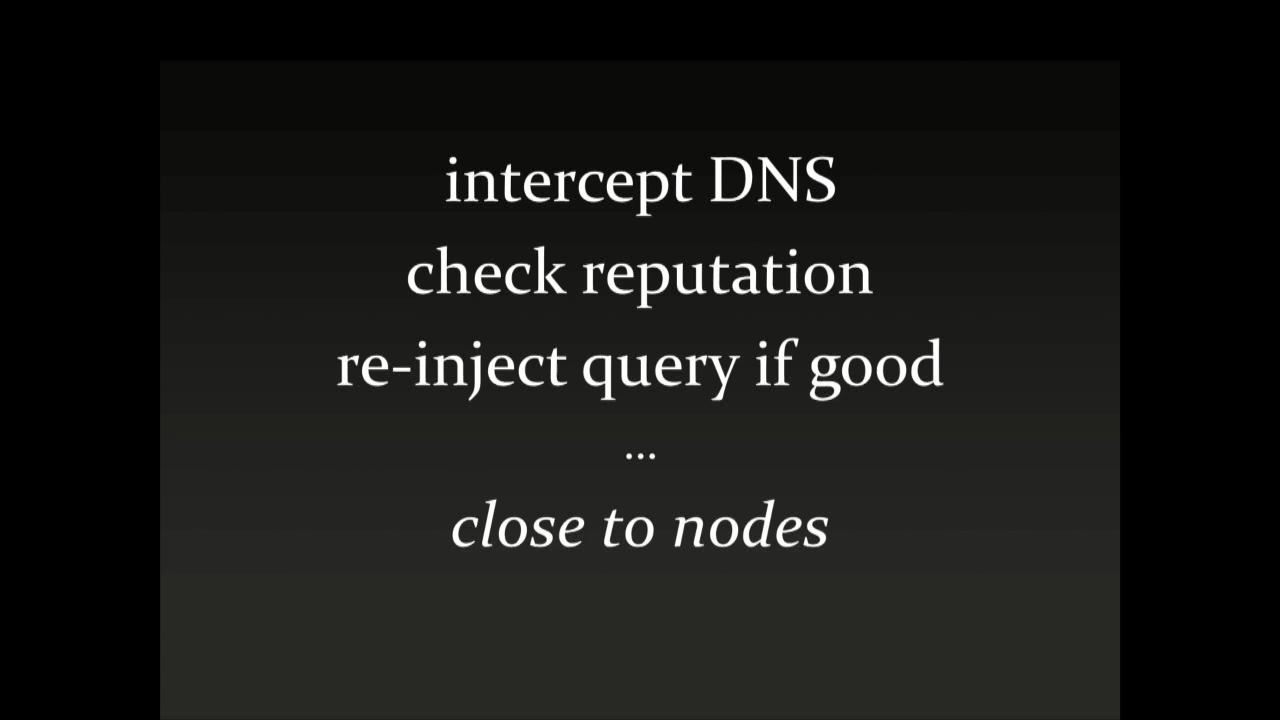 intercept DNS
check reputation
re-inject query if good
...
close to nodes